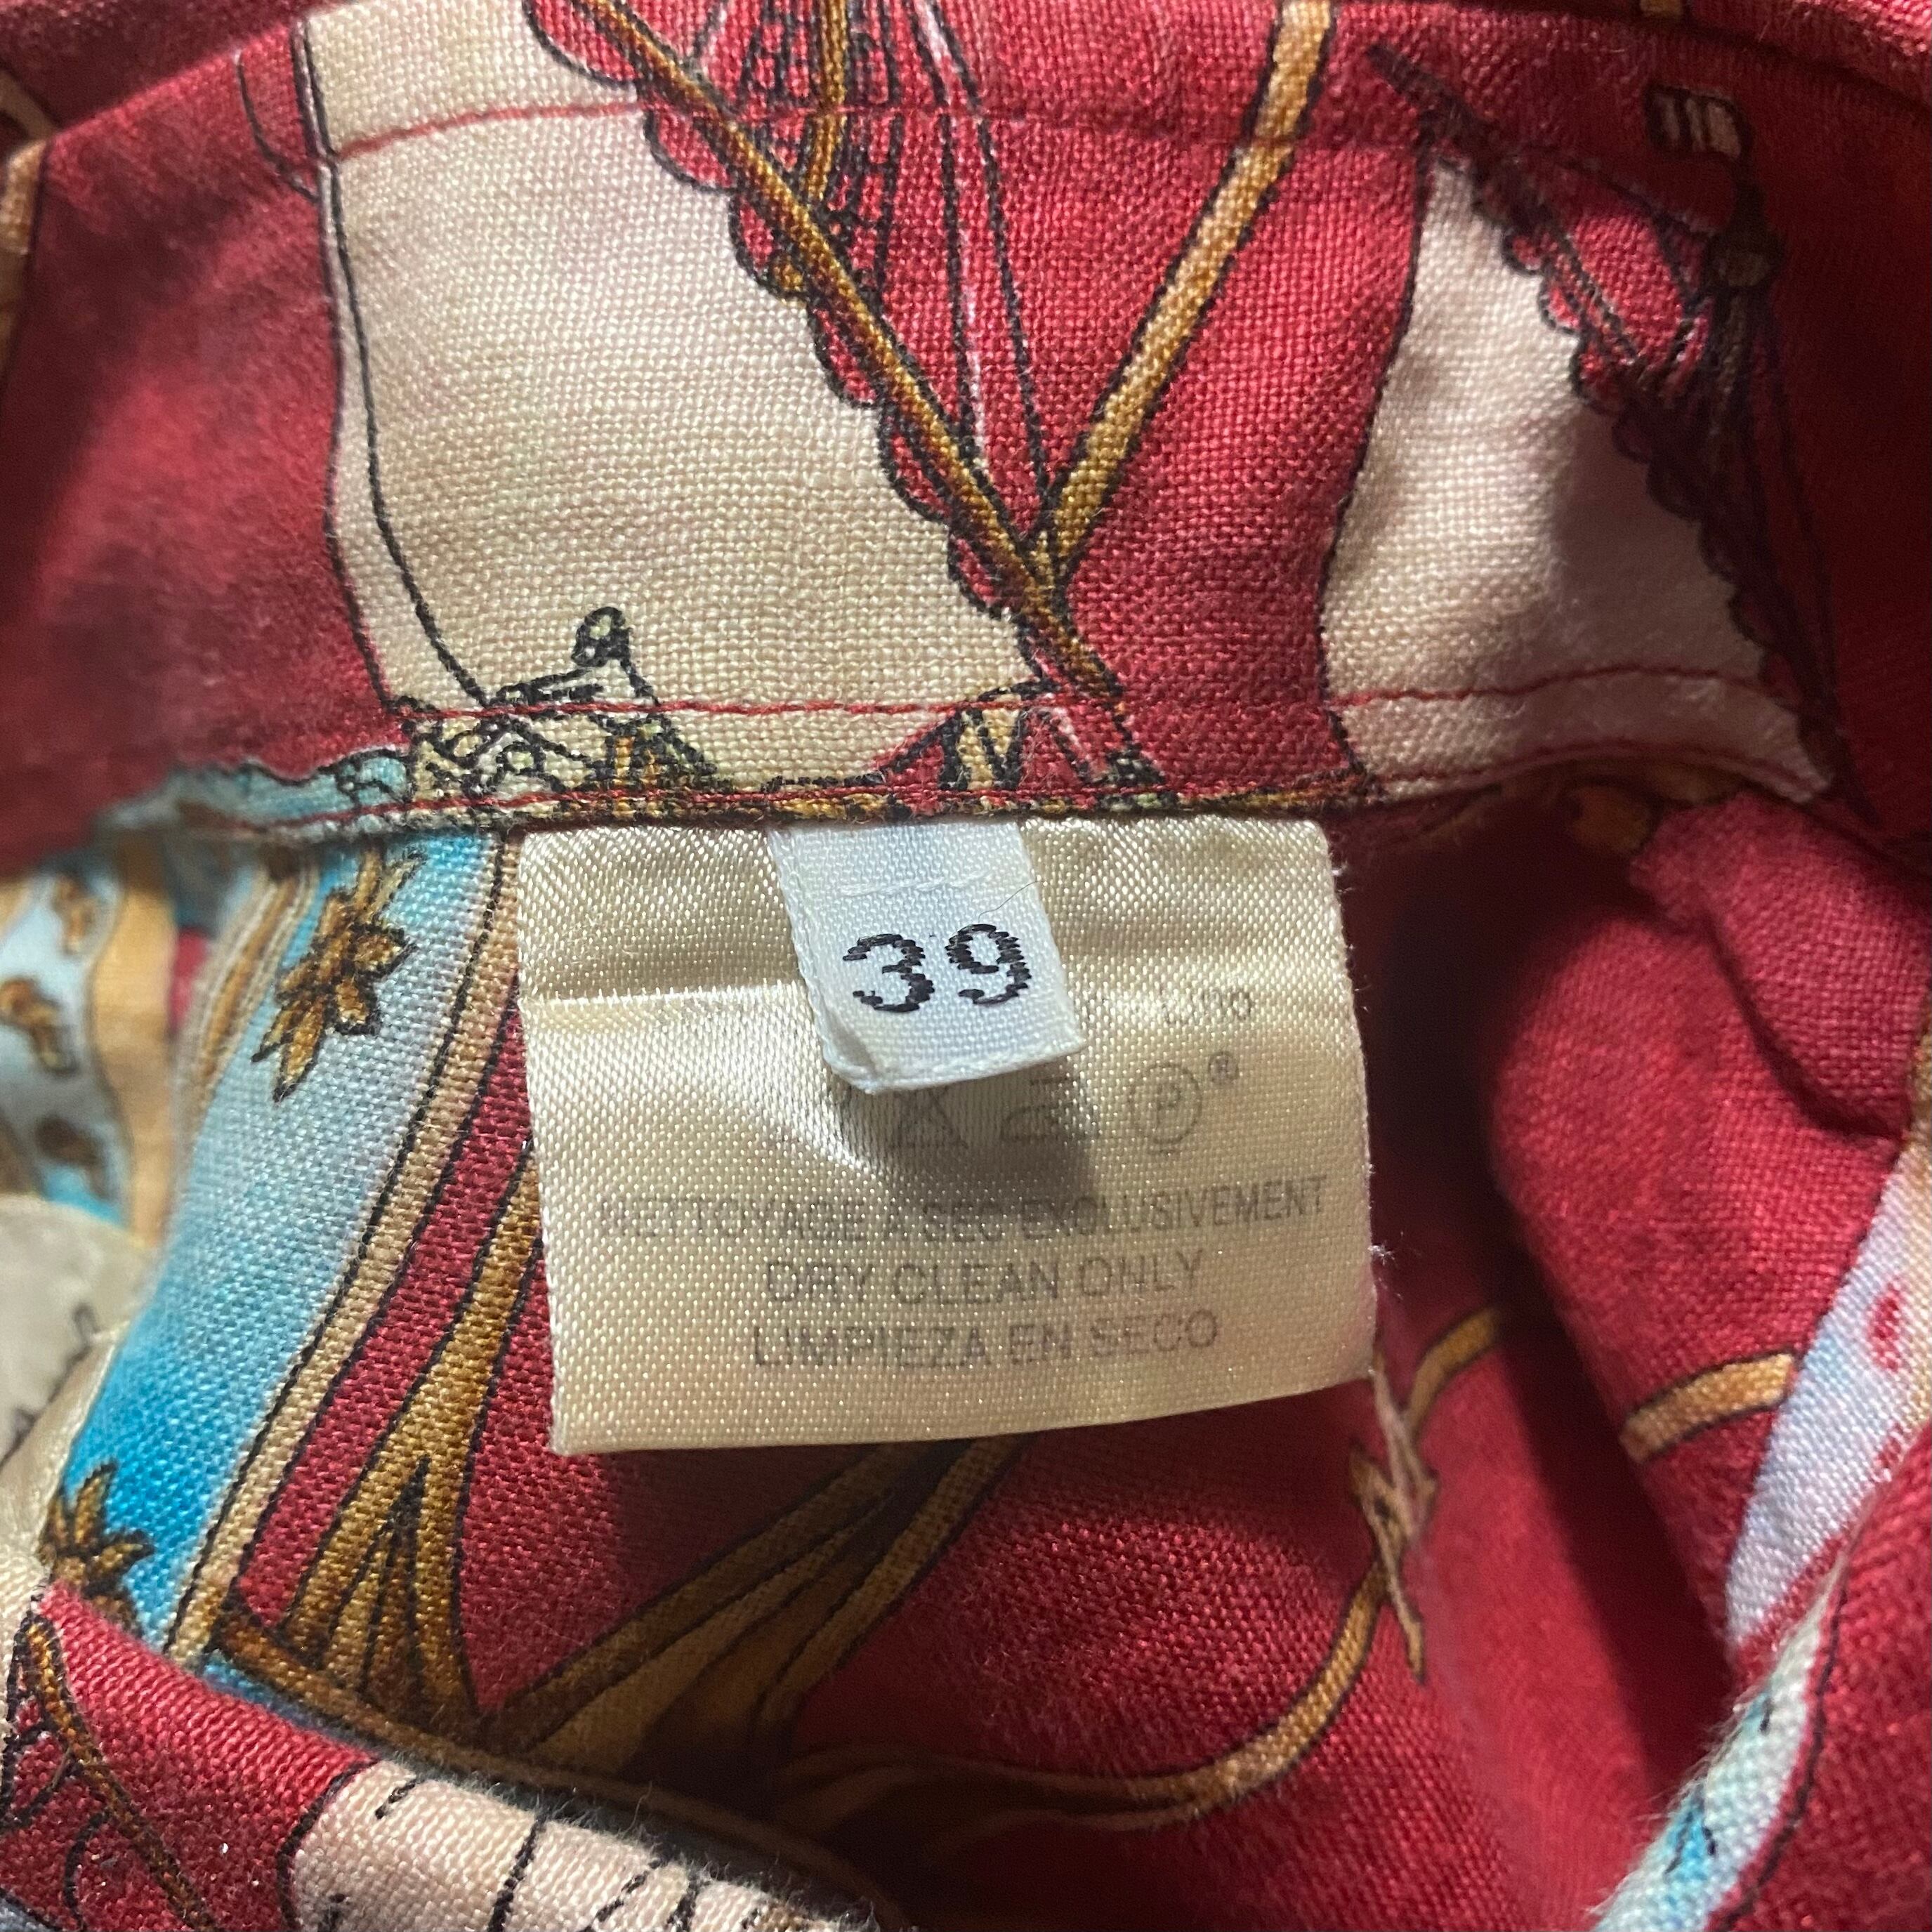 39
P
®
NETTOYAGE A SEC EXCLUSIVEMENT
DRY CLEAN ONLY
LIMPIEZA EN SECO